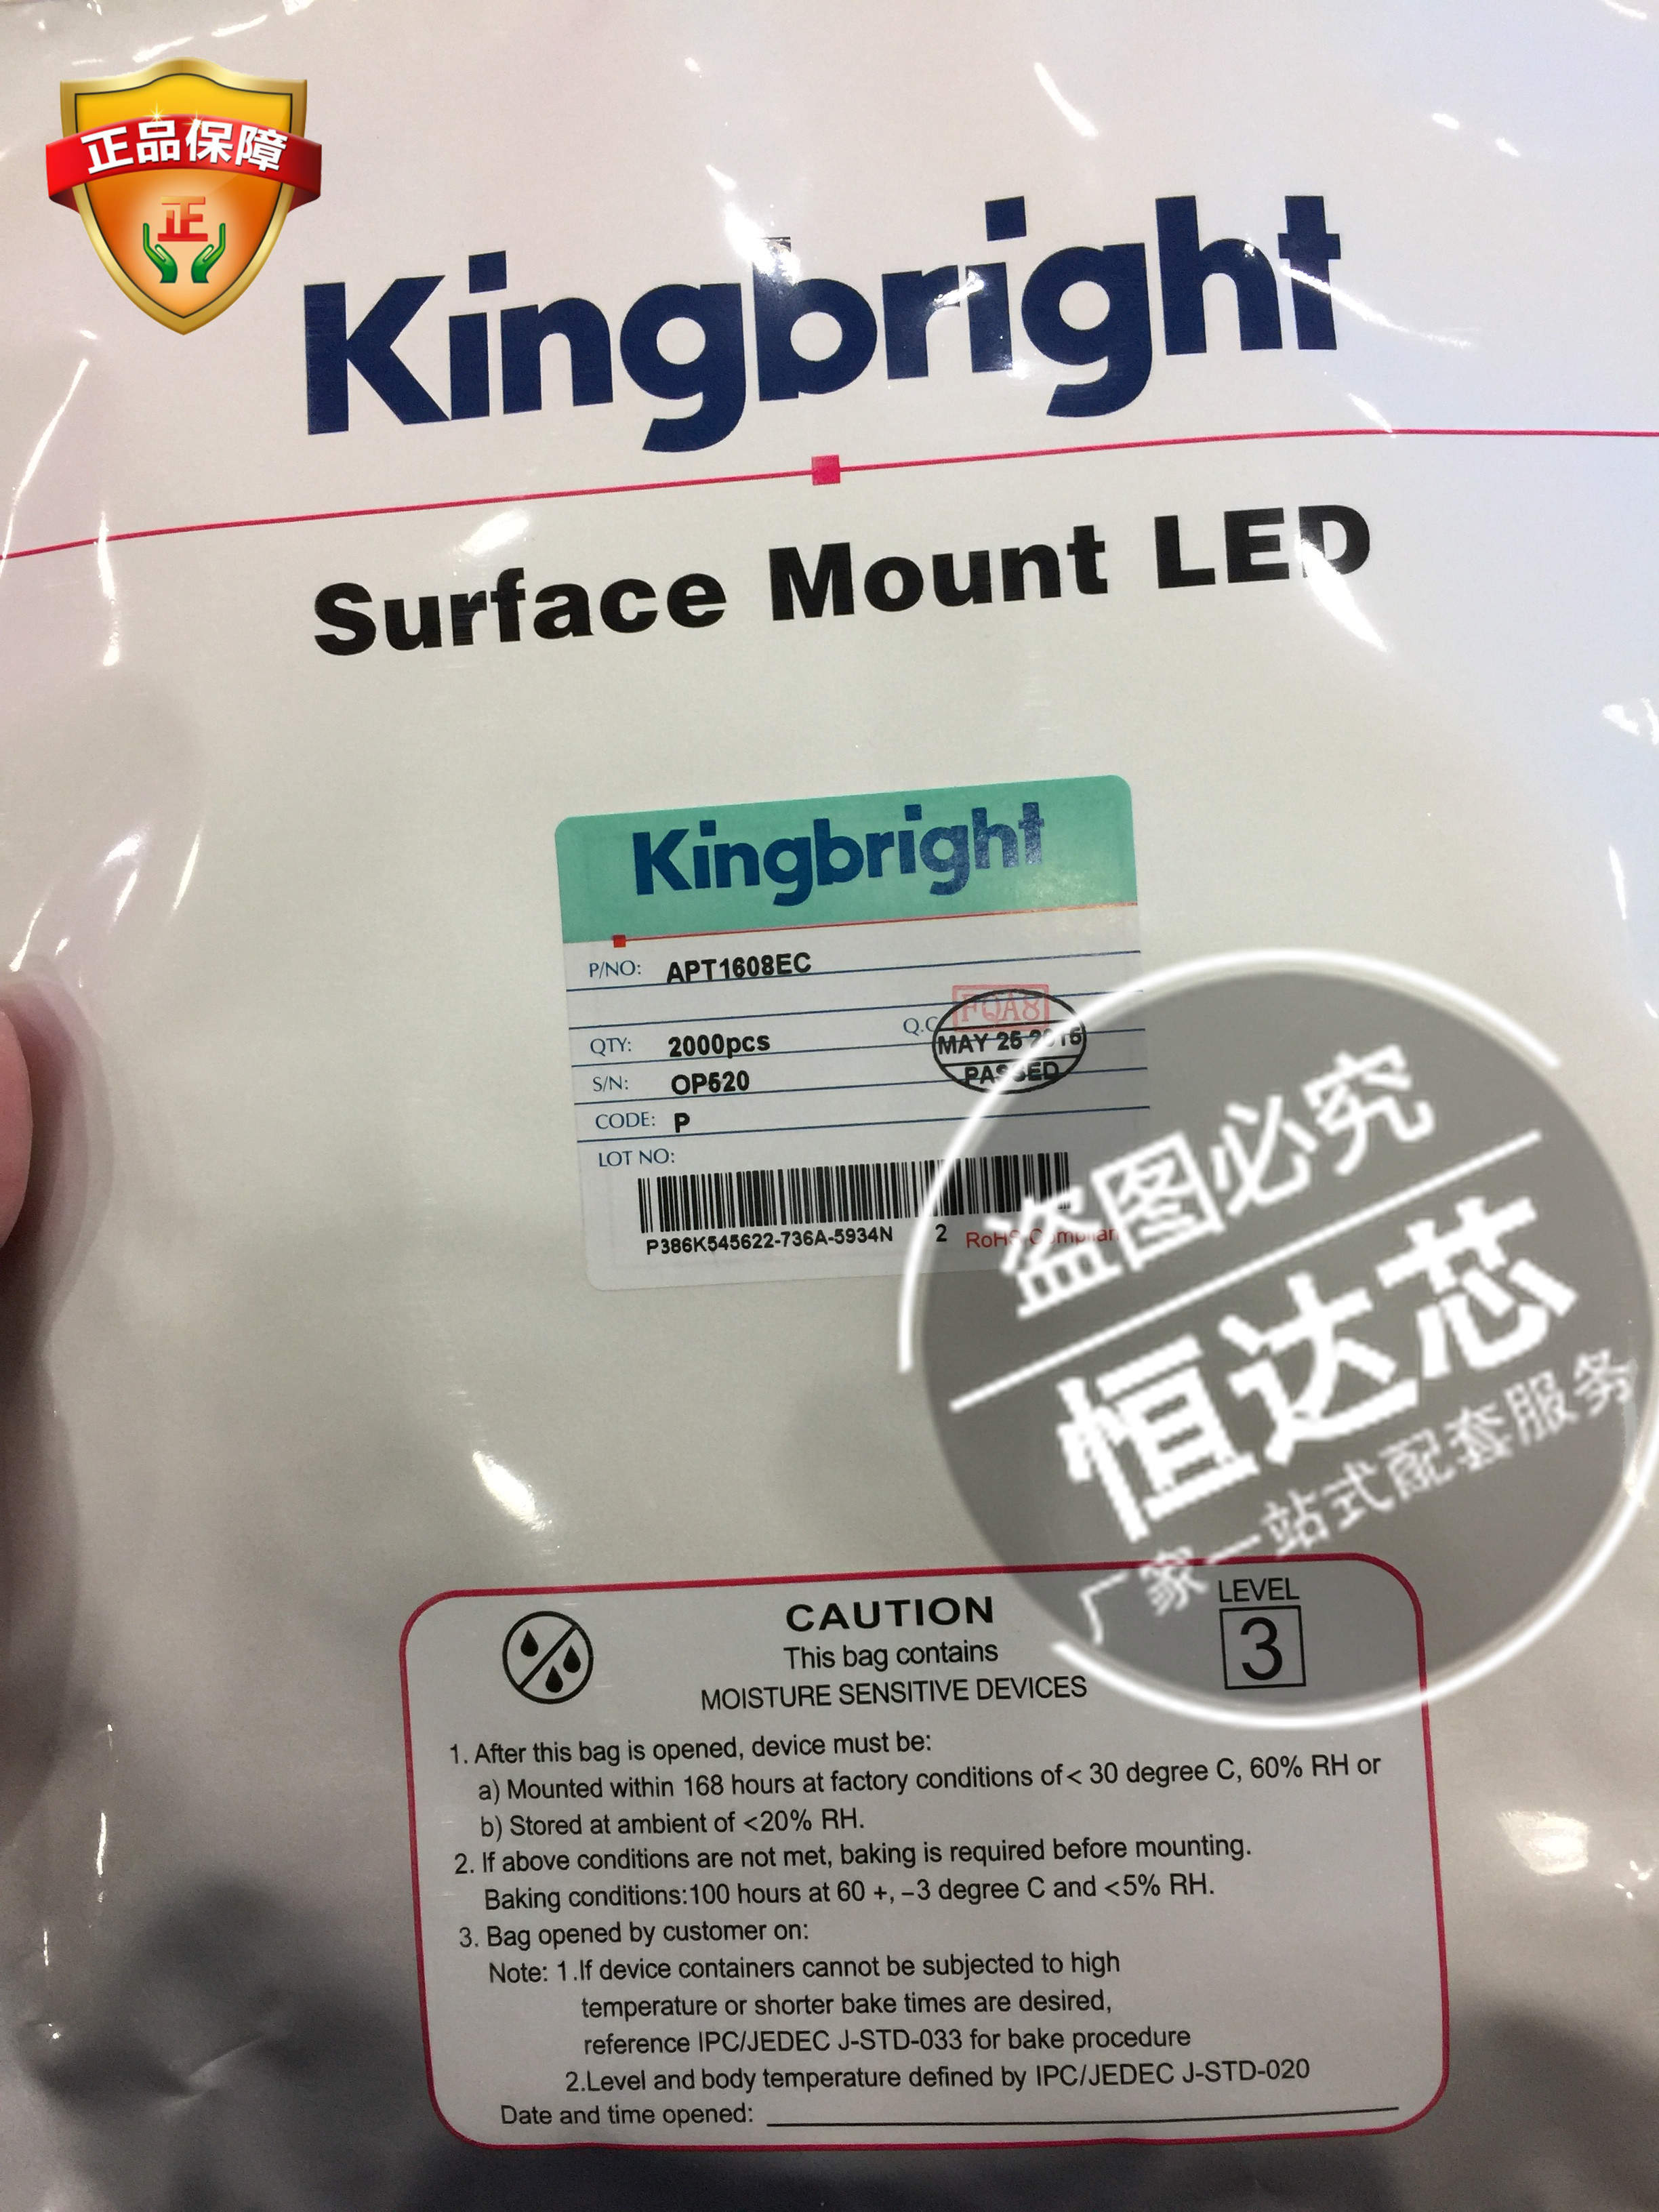 正品保障
正
Kingbright
Surface Mount LED
Kingbright
P/NO: APT1608EC
FQA8
QTY: 2000pcs
Q.C
MAY 25 2015
S/N: OP520
PASSED
CODE: P
LOT NO:
P386K545622-736A-5934N 2 RoHS Complian
盗图必究
恒达芯
厂家一站式配套服务
CAUTION
LEVEL
3
This bag contains
MOISTURE SENSITIVE DEVICES
1. After this bag is opened, device must be:
a) Mounted within 168 hours at factory conditions of < 30 degree C, 60% RH or
b) Stored at ambient of <20% RH.
2. If above conditions are not met, baking is required before mounting.
Baking conditions:100 hours at 60 +, −3 degree C and <5% RH.
3. Bag opened by customer on:
Note: 1.If device containers cannot be subjected to high
temperature or shorter bake times are desired,
reference IPC/JEDEC J-STD-033 for bake procedure
2.Level and body temperature defined by IPC/JEDEC J-STD-020
Date and time opened: